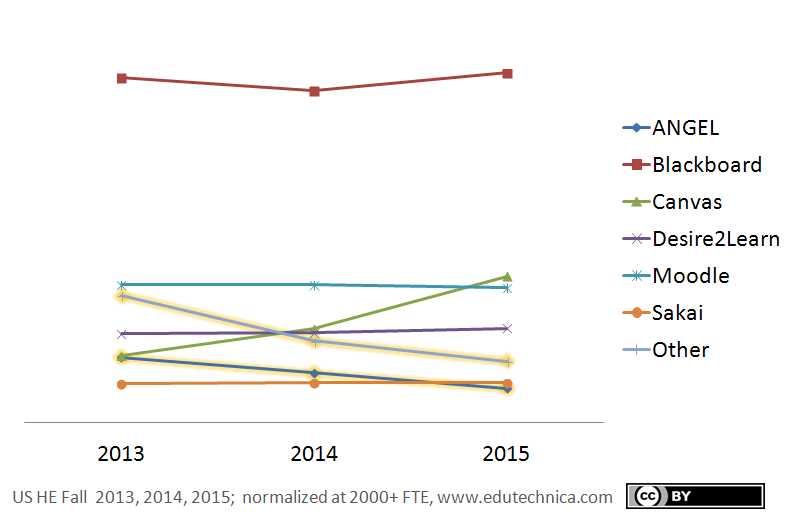 ANGEL
Blackboard
Canvas
Desire2Learn
Moodle
Sakai
Other
2013 2014 2015
US HE Fall  2013, 2014, 2015;  normalized at 2000+ FTE, www.edutechnica.com
cc BY